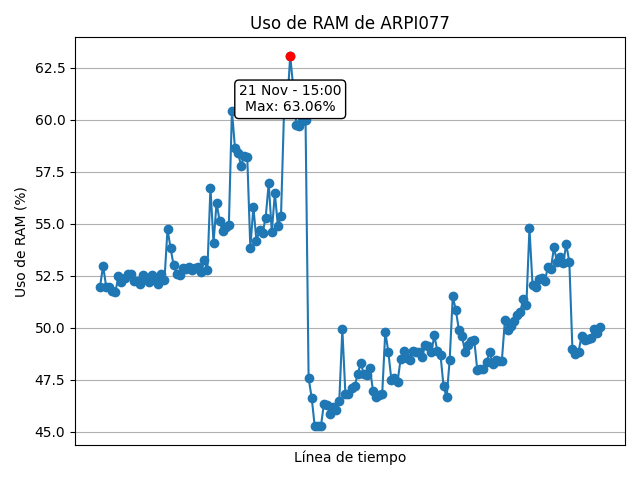 Uso de RAM de ARPI077
62.5
60.0
57.5
55.0
52.5
50.0
47.5
45.0
Uso de RAM (%)
21 Nov - 15:00
Max: 63.06%
Línea de tiempo